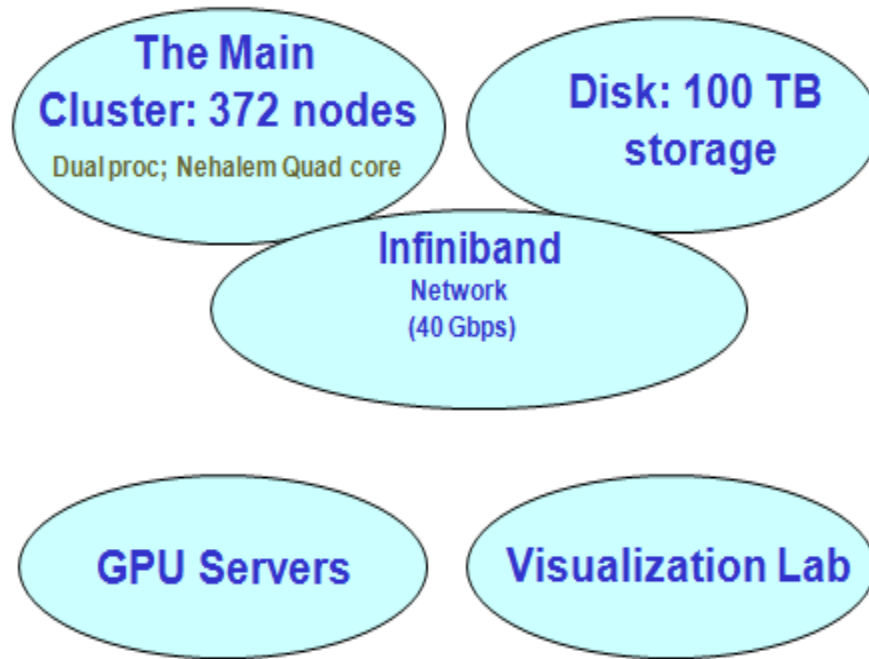 The Main
Cluster: 372 nodes
Dual proc; Nehalem Quad core
Disk: 100 TB
storage
Infiniband
Network
(40 Gbps)
GPU Servers
Visualization Lab